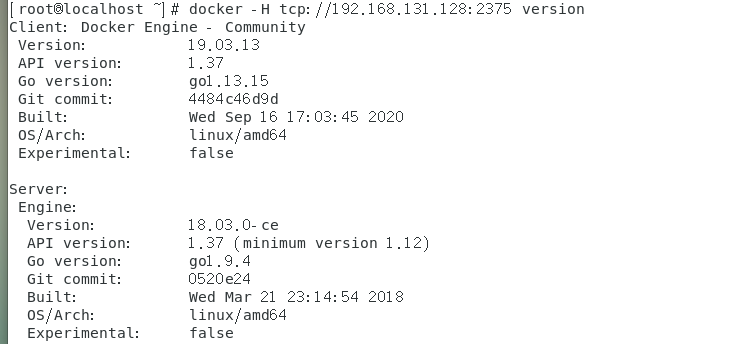 [root@localhost ~]# docker -H tcp://192.168.131.128:2375 version
Client: Docker Engine - Community
 Version:           19.03.13
 API version:       1.37
 Go version:        go1.13.15
 Git commit:        4484c46d9d
 Built:             Wed Sep 16 17:03:45 2020
 OS/Arch:           linux/amd64
 Experimental:      false

Server:
 Engine:
  Version:          18.03.0-ce
  API version:      1.37 (minimum version 1.12)
  Go version:       go1.9.4
  Git commit:       0520e24
  Built:            Wed Mar 21 23:14:54 2018
  OS/Arch:          linux/amd64
  Experimental:     false